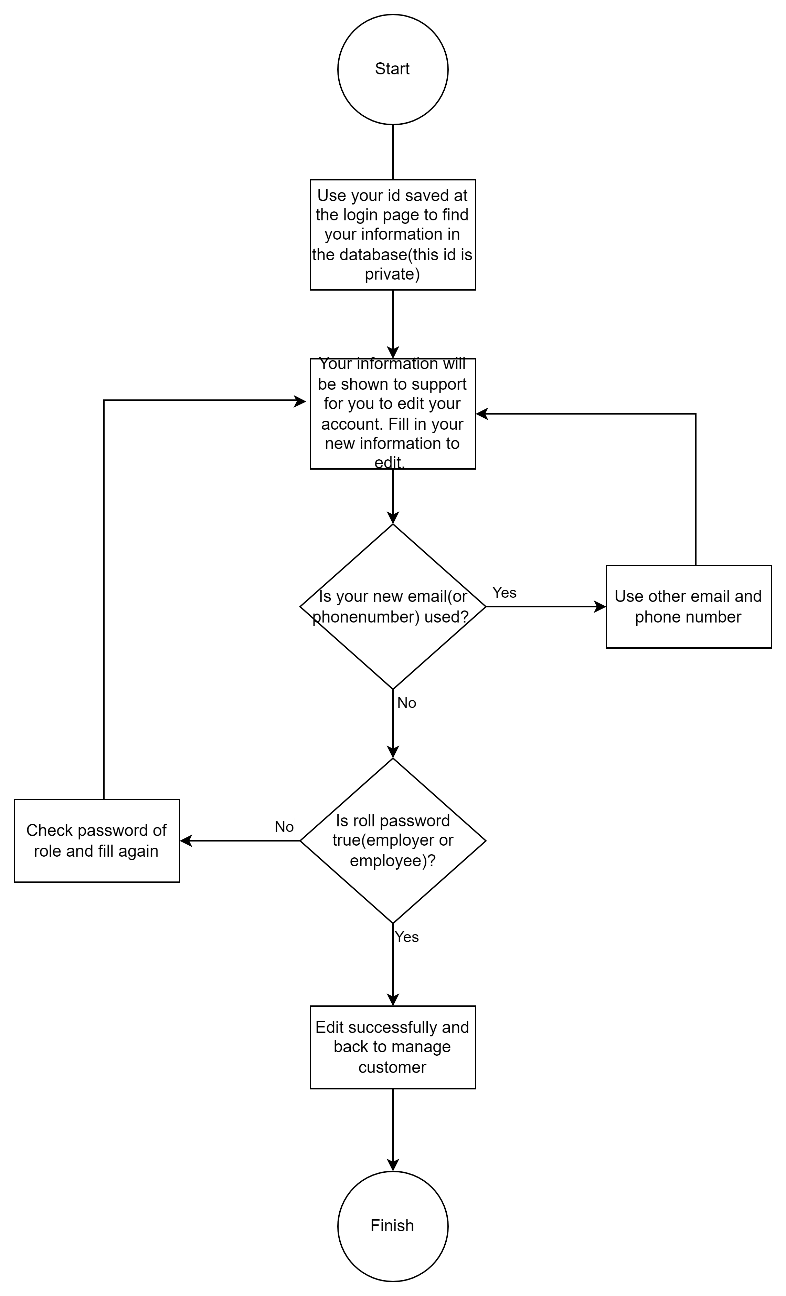 Start
Use your id saved at
the login page to find
your information in
the database(this id is
private)
Your information will
be shown to support
for you to edit your
account. Fill in your
new information to
edit.
Is your new email(or
phonenumber) used?
Yes
Use other email and
phone number
No
Is roll password
true(employer or
employee)?
No
Check password of
role and fill again
Yes
Edit successfully and
back to manage
customer
Finish